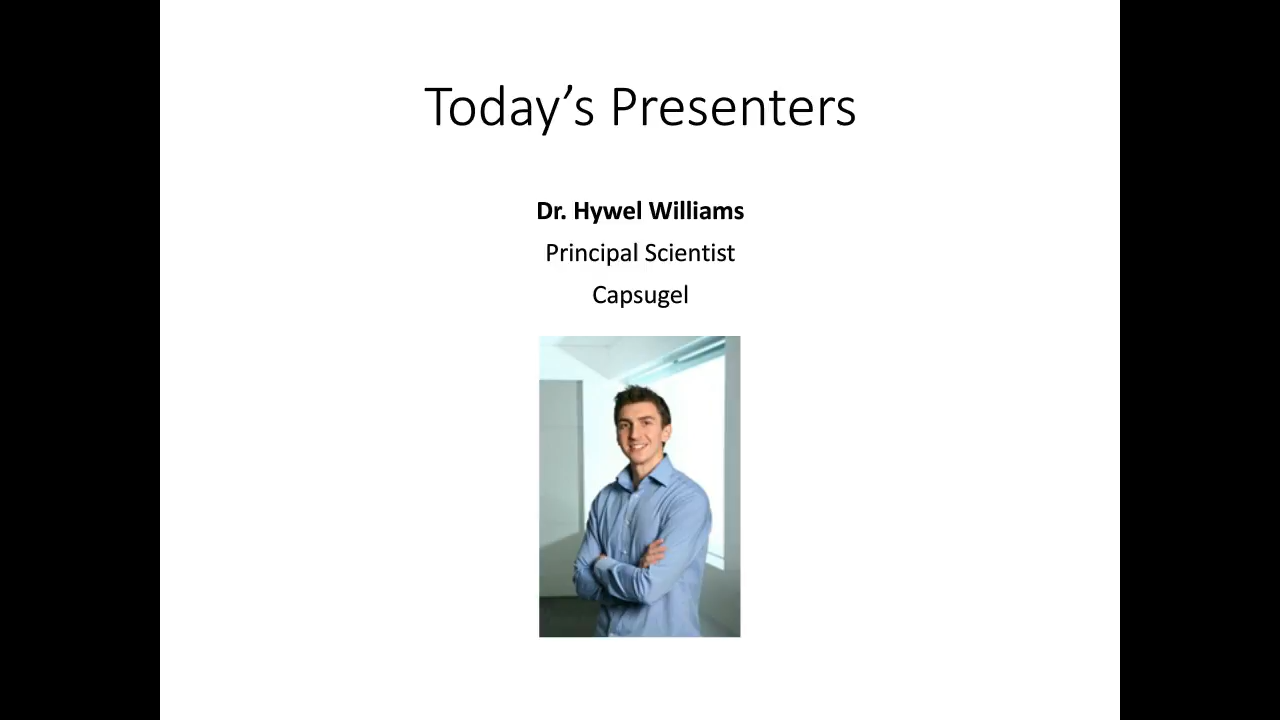 Today’s Presenters
Dr. Hywel Williams
Principal Scientist
Capsugel